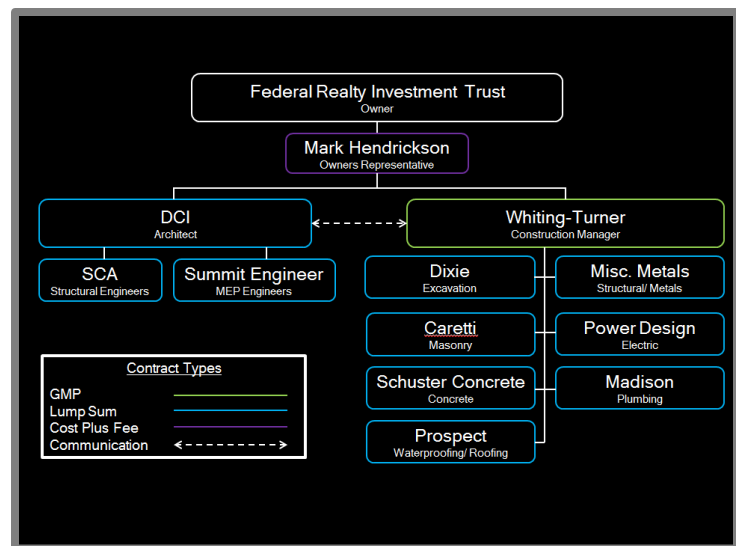 Federal Realty Investment Trust
Owner
Mark Hendrickson
Owners Representative
DCI
Architect
Whiting-Turner
Construction Manager
SCA
Structural Engineers
Summit Engineer
MEP Engineers
Dixie
Excavation
Misc. Metals
Structural/ Metals
Caretti
Masonry
Power Design
Electric
Schuster Concrete
Concrete
Madison
Plumbing
Prospect
Waterproofing/ Roofing
Contract Types
GMP
Lump Sum
Cost Plus Fee
Communication